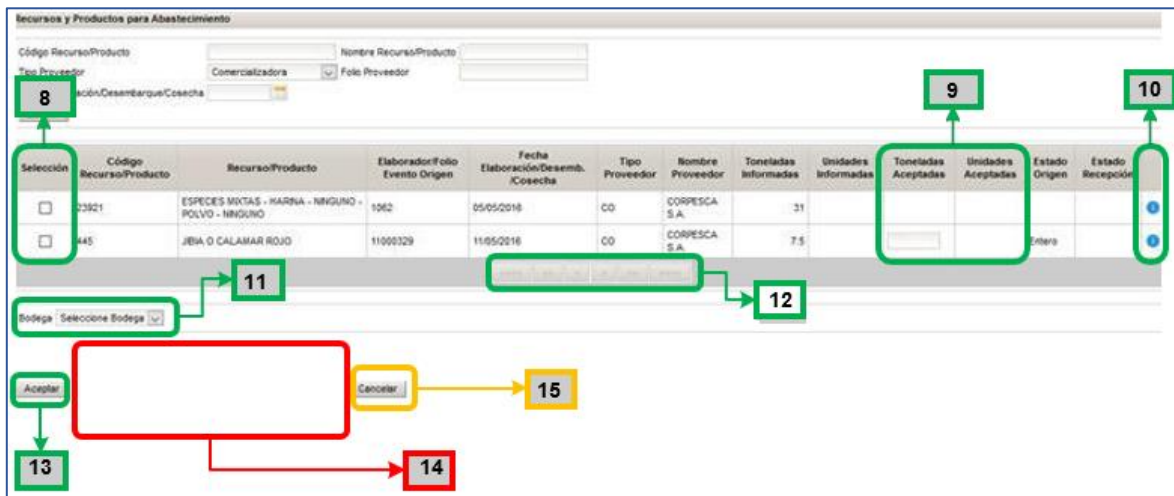 Recursos y Productos para Abastecimiento
Código Recurso/Producto
Nombre Recurso/Producto
Tipo Proveedor
Comercializadora
Folio Proveedor
8
ación/Desembarque/Cosecha
9
10
Selección
Código Recurso/Producto
Recurso/Producto
Elaborador/Folio Evento Origen
Fecha Elaboración/Desemb. /Cosecha
Tipo Proveedor
Nombre Proveedor
Toneladas Informadas
Unidades Informadas
Toneladas Aceptadas
Unidades Aceptadas
Estado Origen
Estado Recepción
23921
ESPECIES MIXTAS - HARINA - NINGUNO - POLVO - NINGUNO
1062
05/05/2016
CO
CORPESCA S.A.
31
445
JIBIA O CALAMAR ROJO
11000329
11/05/2016
CO
CORPESCA S.A.
7.5
Entero
11
12
Bodega
Seleccione Bodega
Aceptar
Cancelar
15
13
14